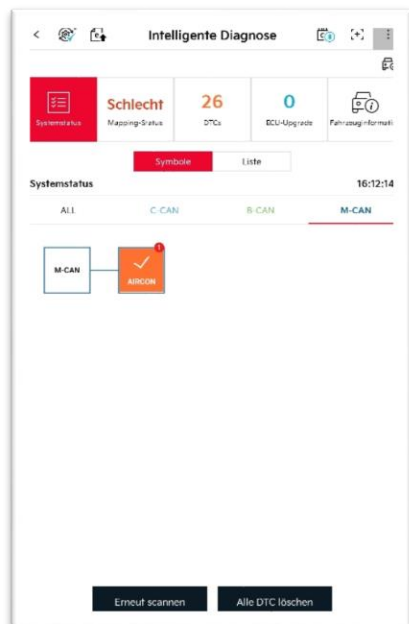 Intelligente Diagnose
Schlecht
26
0
Systemstatus
Mapping-Status
DTCs
ECU-Upgrade
Fahrzeuginformati
Symbole
Liste
Systemstatus
16:12:14
ALL
C-CAN
B-CAN
M-CAN
M-CAN
AIRCON
1
Erneut scannen
Alle DTC löschen